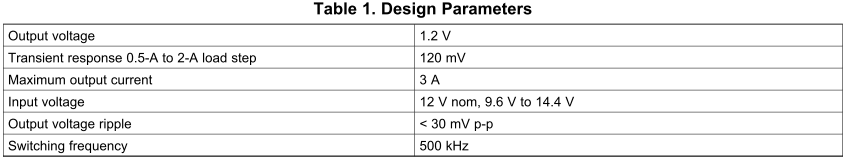 Table 1. Design Parameters
Output voltage 1.2 V
Transient response 0.5-A to 2-A load step 120 mV
Maximum output current 3 A
Input voltage 12 V nom, 9.6 V to 14.4 V
Output voltage ripple < 30 mV p-p
Switching frequency 500 kHz